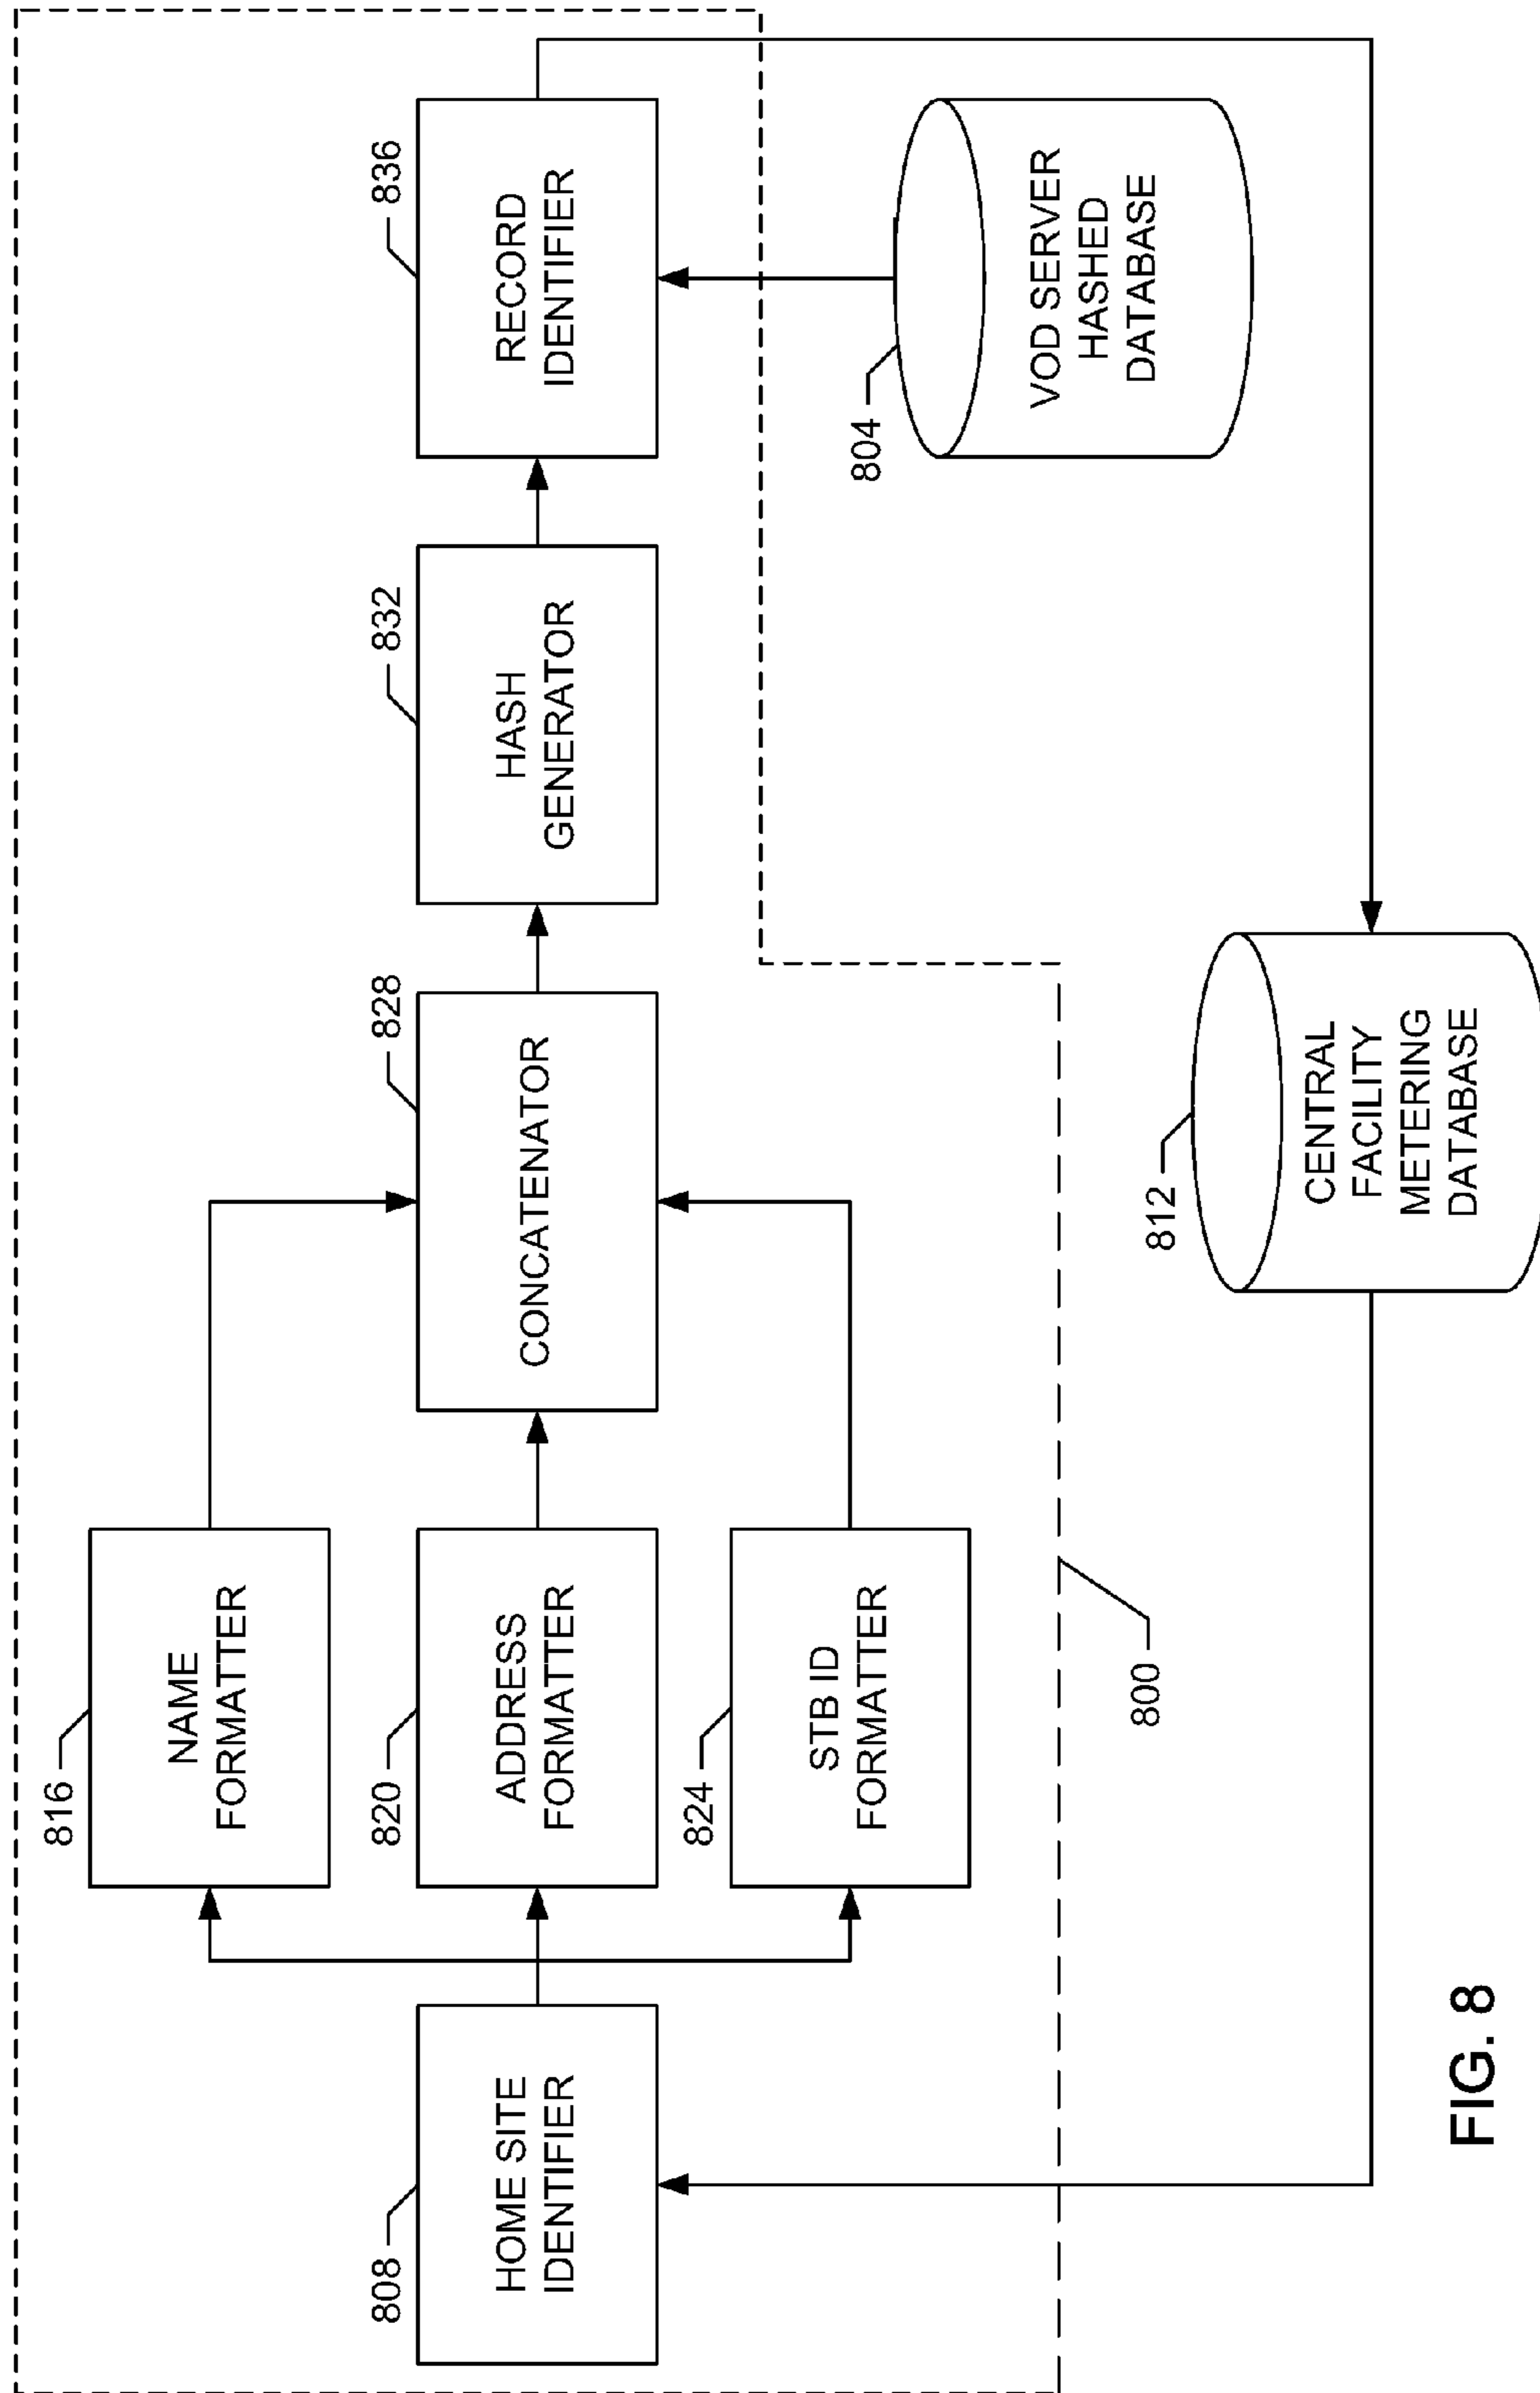 816
NAME
FORMATTER
808
HOME SITE
IDENTIFIER
820
ADDRESS
FORMATTER
828
CONCATENATOR
832
HASH
GENERATOR
836
RECORD
IDENTIFIER
824
STB ID
FORMATTER
804
VOD SERVER
HASHED
DATABASE
800
812
CENTRAL
FACILITY
METERING
DATABASE
FIG. 8